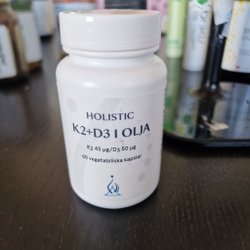 HOLISTIC
K2+D3 I OLJA
K2 45 µg/D3 50 µg
60 vegetabiliska kapslar